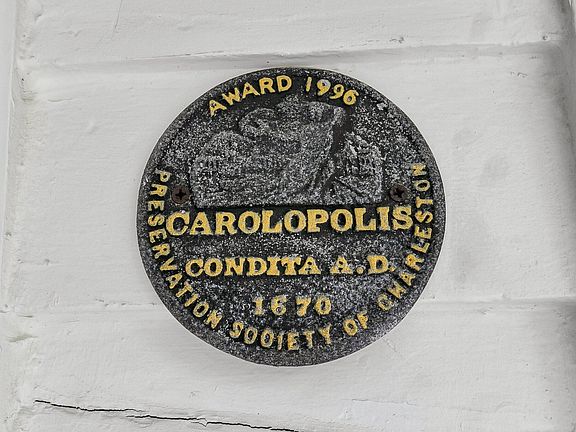 AWARD 1996
CAROLOPOLIS
CONDITA A.D.
1670
PRESERVATION SOCIETY OF CHARLESTON